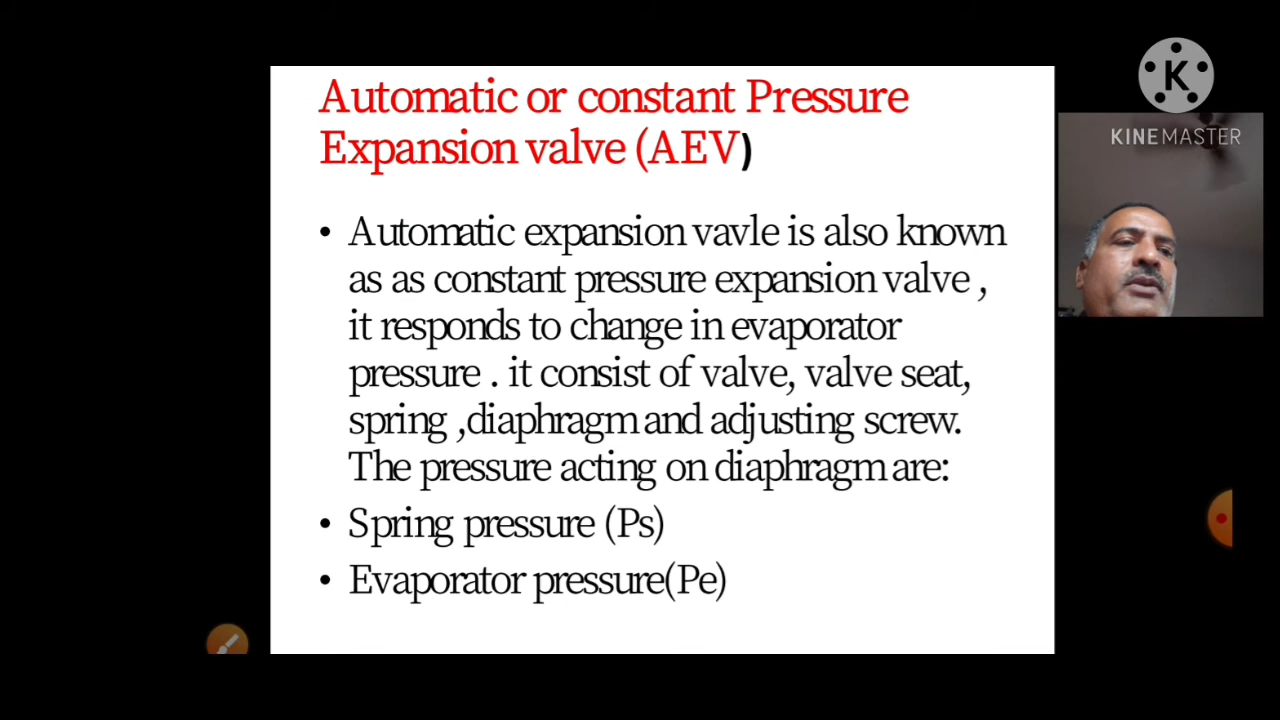 Automatic or constant Pressure
Expansion valve (AEV)
• Automatic expansion vavle is also known
as as constant pressure expansion valve ,
it responds to change in evaporator
pressure . it consist of valve, valve seat,
spring ,diaphragm and adjusting screw.
The pressure acting on diaphragm are:
• Spring pressure (Ps)
• Evaporator pressure(Pe)
K
KINEMASTER